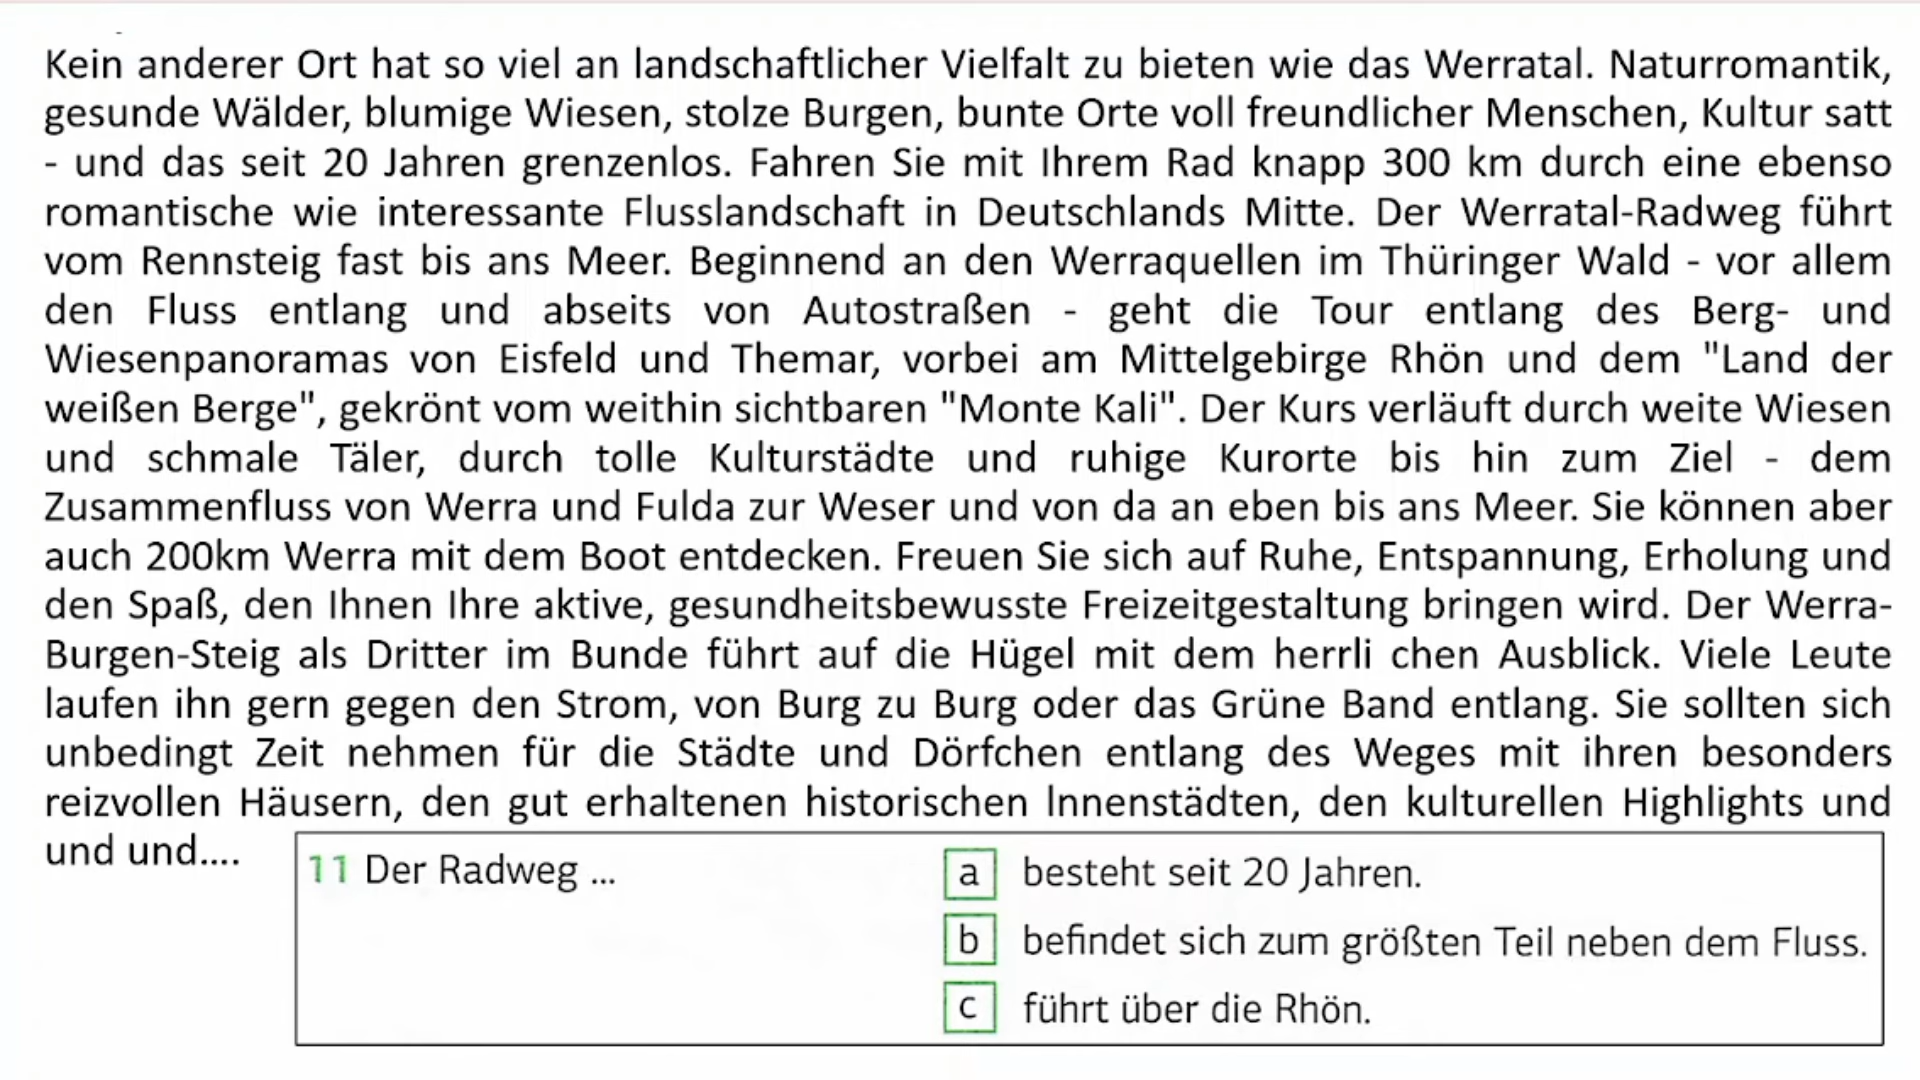 Kein anderer Ort hat so viel an landschaftlicher Vielfalt zu bieten wie das Werratal. Naturromantik,
gesunde Wälder, blumige Wiesen, stolze Burgen, bunte Orte voll freundlicher Menschen, Kultur satt
- und das seit 20 Jahren grenzenlos. Fahren Sie mit Ihrem Rad knapp 300 km durch eine ebenso
romantische wie interessante Flusslandschaft in Deutschlands Mitte. Der Werratal-Radweg führt
vom Rennsteig fast bis ans Meer. Beginnend an den Werraquellen im Thüringer Wald - vor allem
den Fluss entlang und abseits von Autostraßen - geht die Tour entlang des Berg- und
Wiesenpanoramas von Eisfeld und Themar, vorbei am Mittelgebirge Rhön und dem "Land der
weißen Berge", gekrönt vom weithin sichtbaren "Monte Kali". Der Kurs verläuft durch weite Wiesen
und schmale Täler, durch tolle Kulturstädte und ruhige Kurorte bis hin zum Ziel - dem
Zusammenfluss von Werra und Fulda zur Weser und von da an eben bis ans Meer. Sie können aber
auch 200km Werra mit dem Boot entdecken. Freuen Sie sich auf Ruhe, Entspannung, Erholung und
den Spaß, den Ihnen Ihre aktive, gesundheitsbewusste Freizeitgestaltung bringen wird. Der Werra-
Burgen-Steig als Dritter im Bunde führt auf die Hügel mit dem herrli chen Ausblick. Viele Leute
laufen ihn gern gegen den Strom, von Burg zu Burg oder das Grüne Band entlang. Sie sollten sich
unbedingt Zeit nehmen für die Städte und Dörfchen entlang des Weges mit ihren besonders
reizvollen Häusern, den gut erhaltenen historischen Innenstädten, den kulturellen Highlights und
und und....
11 Der Radweg ...
a besteht seit 20 Jahren.
b befindet sich zum größten Teil neben dem Fluss.
c führt über die Rhön.